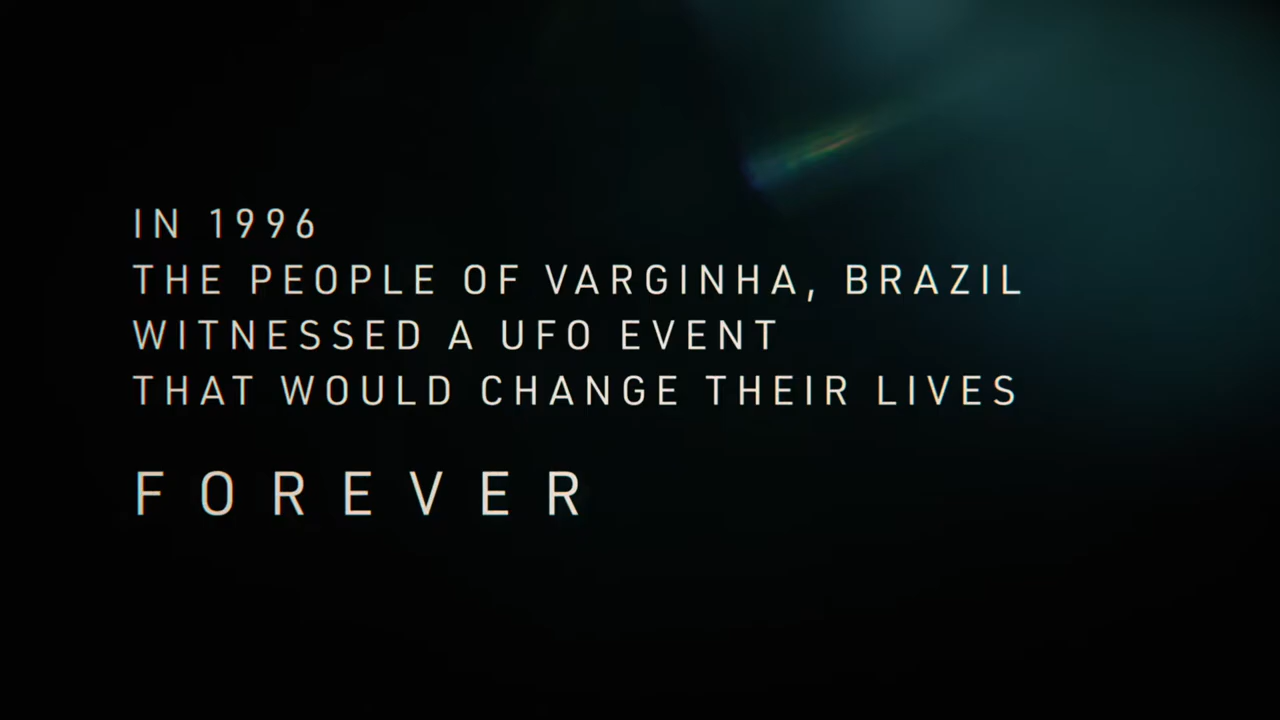 IN 1996
THE PEOPLE OF VARGINHA, BRAZIL
WITNESSED A UFO EVENT
THAT WOULD CHANGE THEIR LIVES
FOREVER